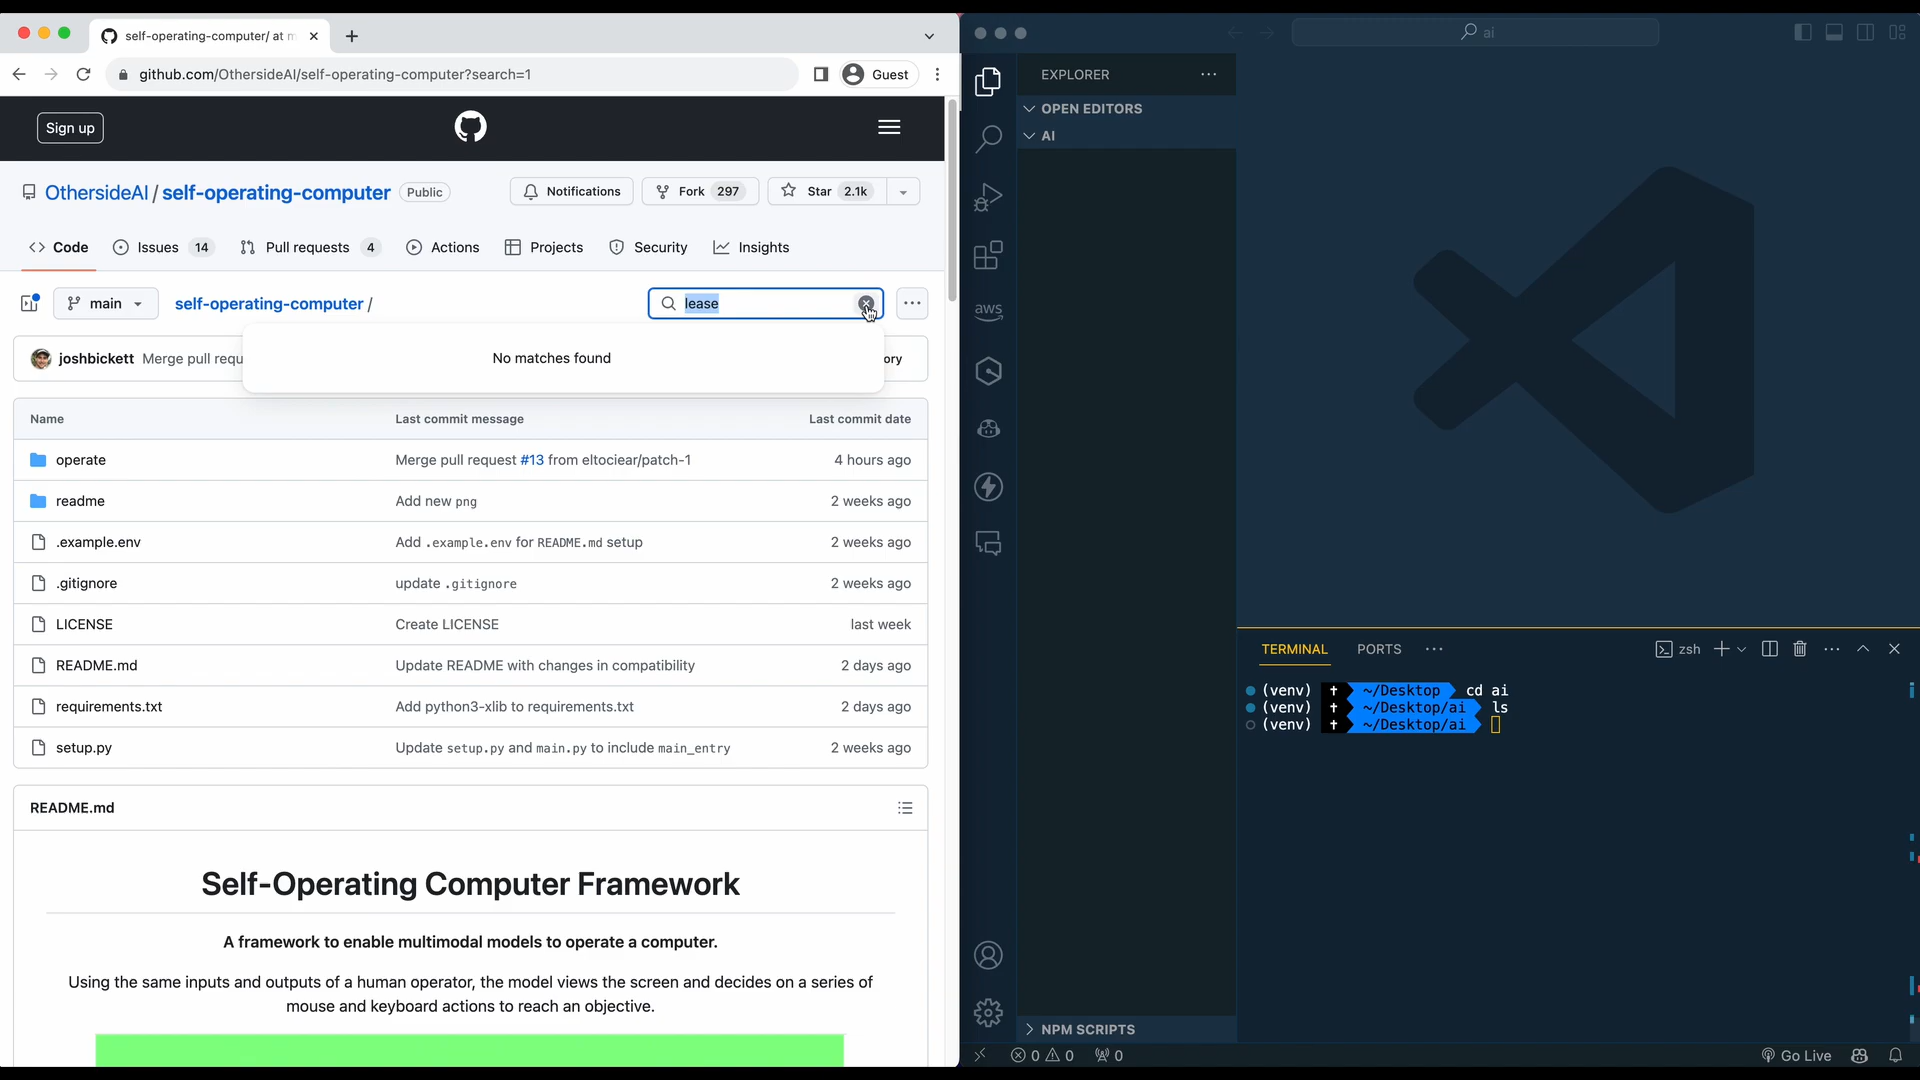 self-operating-computer/ at m
github.com/OthersideAI/self-operating-computer?search=1
Guest
Sign up
OthersideAI / self-operating-computer Public
Notifications
Fork 297
Star 2.1k
Code
Issues 14
Pull requests 4
Actions
Projects
Security
Insights
main
self-operating-computer /
lease
joshbickett Merge pull requ
ory
No matches found
Name Last commit message Last commit date
operate Merge pull request #13 from eltociear/patch-1 4 hours ago
readme Add new png 2 weeks ago
.example.env Add .example.env for README.md setup 2 weeks ago
.gitignore update .gitignore 2 weeks ago
LICENSE Create LICENSE last week
README.md Update README with changes in compatibility 2 days ago
requirements.txt Add python3-xlib to requirements.txt 2 days ago
setup.py Update setup.py and main.py to include main_entry 2 weeks ago
README.md
Self-Operating Computer Framework
A framework to enable multimodal models to operate a computer.
Using the same inputs and outputs of a human operator, the model views the screen and decides on a series of
mouse and keyboard actions to reach an objective.
ai
EXPLORER
OPEN EDITORS
AI
aws
NPM SCRIPTS
TERMINAL PORTS
zsh
(venv) ~/Desktop cd ai
(venv) ~/Desktop/ai ls
(venv) ~/Desktop/ai
0 0 0
Go Live